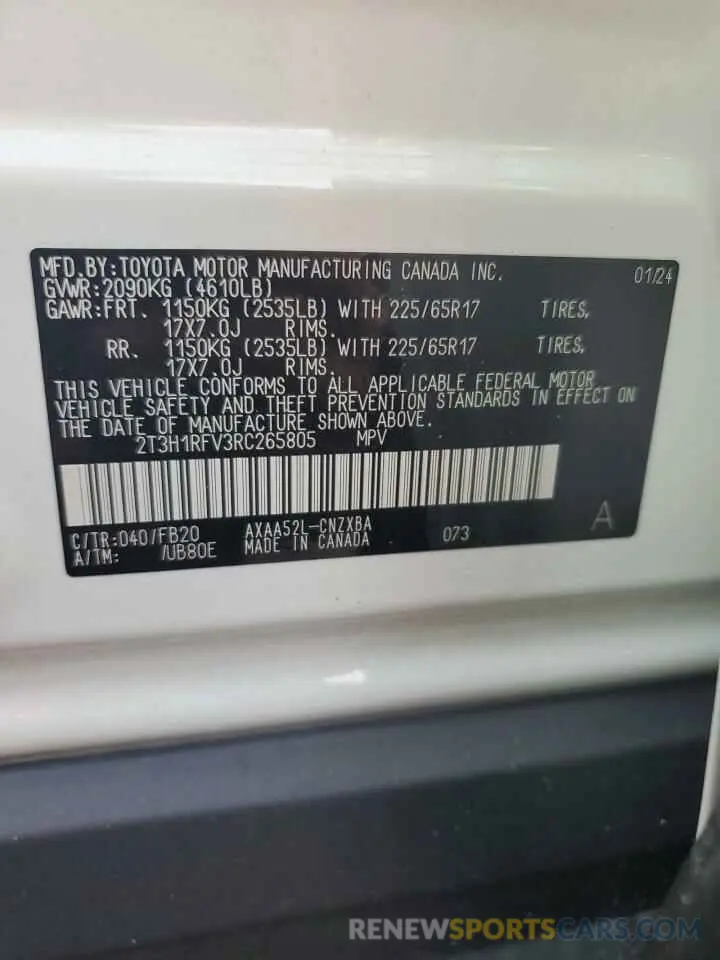 MFD.BY:TOYOTA MOTOR MANUFACTURING CANADA INC. 01/24
GVWR:2090KG (4610LB)
GAWR:FRT. 1150KG (2535LB) WITH 225/65R17 TIRES,
17X7.0J RIMS.
RR. 1150KG (2535LB) WITH 225/65R17 TIRES,
17X7.0J RIMS.
THIS VEHICLE CONFORMS TO ALL APPLICABLE FEDERAL MOTOR
VEHICLE SAFETY AND THEFT PREVENTION STANDARDS IN EFFECT ON
THE DATE OF MANUFACTURE SHOWN ABOVE.
2T3H1RFV3RC265805 MPV
C/TR:040/FB20 AXAA52L-CNZXBA A
A/TM: /UB80E MADE IN CANADA 073
RENEWSPORTSCARS.COM